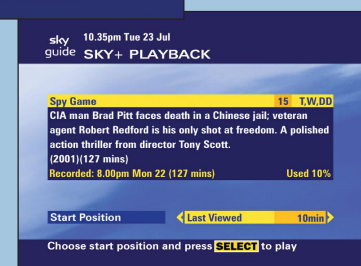 sky 10.35pm Tue 23 Jul
guide SKY+ PLAYBACK
Spy Game 15 T,W,DD
CIA man Brad Pitt faces death in a Chinese jail; veteran
agent Robert Redford is his only shot at freedom. A polished
action thriller from director Tony Scott.
(2001)(127 mins)
Recorded: 8.00pm Mon 22 (127 mins) Used 10%
Start Position Last Viewed 10min
Choose start position and press SELECT to play